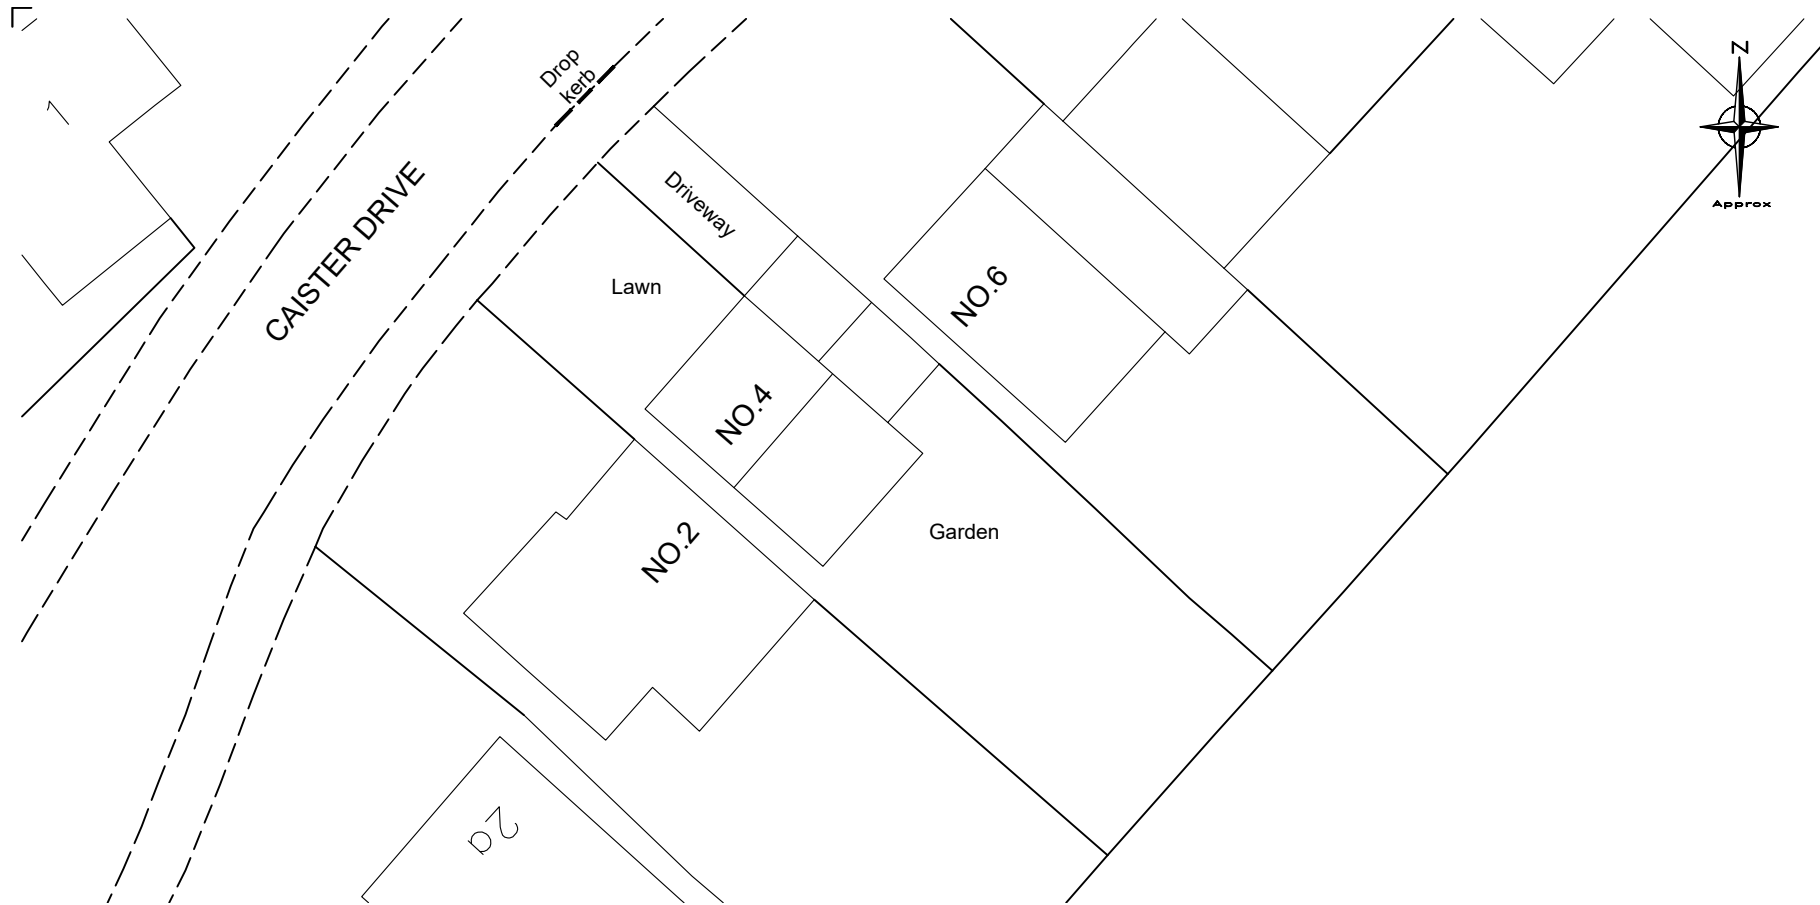 N
Approx
Drop
kerb
1
CAISTER DRIVE
Driveway
Lawn
NO.6
NO.4
NO.2
Garden
2a